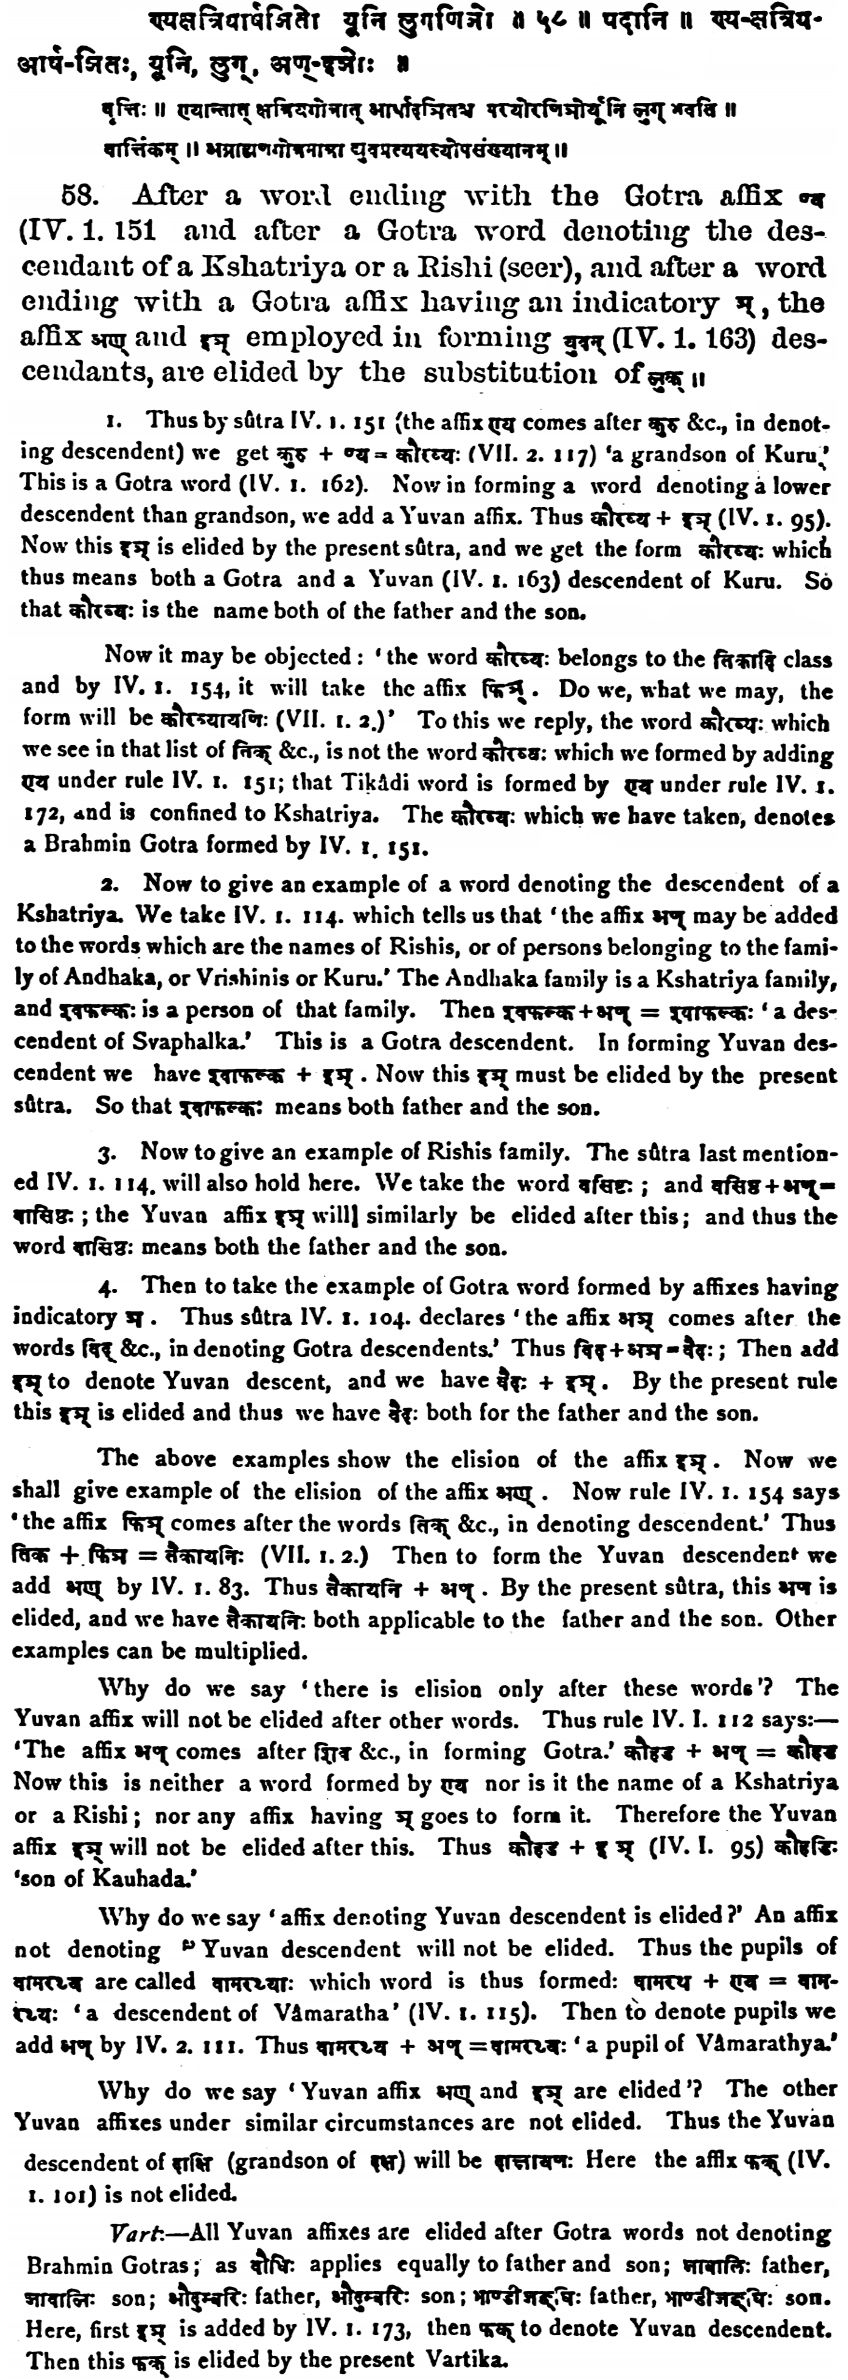 ण्यक्षत्रियार्षञितो यूनि लुगणिञोः ॥ ५८ ॥ पदानि ॥ ण्य-क्षत्रिय-
आर्ष-ञितः, यूनि, लुग्, अण्-इञोः ॥
वृत्तिः ॥ ण्यान्तात् क्षत्रियगोत्रात् आर्षादञितश्च परयोरणिञोर्यूनि लुग् भवति ॥
वार्त्तिकम् ॥ अब्राह्मणगोत्रमात्रा द्युवप्रत्ययस्योपसंख्यानम् ॥
58. After a word ending with the Gotra affix ण्य
(IV. 1. 151 and after a Gotra word denoting the des-
cendant of a Kshatriya or a Rishi (seer), and after a word
ending with a Gotra affix having an indicatory ञ्, the
affix अण् and इञ् employed in forming युवन् (IV. 1. 163) des-
cendants, are elided by the substitution of लुक् ॥
1. Thus by sûtra IV. 1. 151 (the affix ण्य comes after कुरु &c., in denot-
ing descendent) we get कुरु + ण्य = कौरव्यः (VII. 2. 117) 'a grandson of Kuru.'
This is a Gotra word (IV. 1. 162). Now in forming a word denoting a lower
descendent than grandson, we add a Yuvan affix. Thus कौरव्य + इञ् (IV. 1. 95).
Now this इञ् is elided by the present sûtra, and we get the form कौरव्यः which
thus means both a Gotra and a Yuvan (IV. 1. 163) descendent of Kuru. So
that कौरव्यः is the name both of the father and the son.
Now it may be objected : 'the word कौरव्यः belongs to the तिकादि class
and by IV. 1. 154, it will take the affix फिञ्. Do we, what we may, the
form will be कौरव्यायणिः (VII. 1. 2.)' To this we reply, the word कौरव्यः which
we see in that list of तिक् &c., is not the word कौरव्यः which we formed by adding
ण्य under rule IV. 1. 151; that Tikâdi word is formed by ण्य under rule IV. 1.
172, and is confined to Kshatriya. The कौरव्यः which we have taken, denotes
a Brahmin Gotra formed by IV. 1. 151.
2. Now to give an example of a word denoting the descendent of a
Kshatriya. We take IV. 1. 114. which tells us that 'the affix अण् may be added
to the words which are the names of Rishis, or of persons belonging to the fami-
ly of Andhaka, or Vrishinis or Kuru.' The Andhaka family is a Kshatriya family,
and श्वफल्कः is a person of that family. Then श्वफल्क+अण् = श्वाफल्कः 'a des-
cendent of Svaphalka.' This is a Gotra descendent. In forming Yuvan des-
cendent we have श्वाफल्क + इञ्. Now this इञ् must be elided by the present
sûtra. So that श्वाफल्कः means both father and the son.
3. Now to give an example of Rishis family. The sûtra last mention-
ed IV. 1. 114. will also hold here. We take the word वसिष्ठः ; and वसिष्ठ+अण्=
वासिष्ठः ; the Yuvan affix इञ् will] similarly be elided after this; and thus the
word वासिष्ठः means both the father and the son.
4. Then to take the example of Gotra word formed by affixes having
indicatory ञ. Thus sûtra IV. 1. 104. declares 'the affix अञ् comes after the
words विद् &c., in denoting Gotra descendents.' Thus विद+अञ=वैदः ; Then add
इञ् to denote Yuvan descent, and we have वैदः + इञ्. By the present rule
this इञ् is elided and thus we have वैदः both for the father and the son.
The above examples show the elision of the affix इञ्. Now we
shall give example of the elision of the affix अण्. Now rule IV. 1. 154 says
'the affix फिञ् comes after the words तिक् &c., in denoting descendent.' Thus
तिक + फिञ = तैकायनिः (VII. 1. 2.) Then to form the Yuvan descendent we
add अण् by IV. 1. 83. Thus तैकायनि + अण्. By the present sûtra, this अण is
elided, and we have तैकायनिः both applicable to the father and the son. Other
examples can be multiplied.
Why do we say 'there is elision only after these words'? The
Yuvan affix will not be elided after other words. Thus rule IV. I. 112 says:—
'The affix अण् comes after शिव &c., in forming Gotra.' कौहड + अण् = कौहड
Now this is neither a word formed by ण्य nor is it the name of a Kshatriya
or a Rishi; nor any affix having ञ् goes to form it. Therefore the Yuvan
affix इञ् will not be elided after this. Thus कौहड + इ ञ् (IV. I. 95) कौहडिः
'son of Kauhada.'
Why do we say 'affix denoting Yuvan descendent is elided?' An affix
not denoting Yuvan descendent will not be elided. Thus the pupils of
वामरथ्य are called वामरथ्याः which word is thus formed: वामरथ + ण्य = वाम-
रथ्यः 'a descendent of Vâmaratha' (IV. 1. 115). Then to denote pupils we
add अण् by IV. 2. 111. Thus वामरथ्य + अण् =वामरथ्यः 'a pupil of Vâmarathya.'
Why do we say 'Yuvan affix अण् and इञ् are elided'? The other
Yuvan affixes under similar circumstances are not elided. Thus the Yuvan
descendent of दाक्षि (grandson of दक्ष) will be दाक्षायणः Here the affix फक् (IV.
1. 101) is not elided.
Vart:—All Yuvan affixes are elided after Gotra words not denoting
Brahmin Gotras; as बौधिः applies equally to father and son; जाबालिः father,
जाबालिः son; औदुम्बरिः father, औदुम्बरिः son; भाण्डीजङ्घिः father, भाण्डीजङ्घिः son.
Here, first इञ् is added by IV. 1. 173, then फक् to denote Yuvan descendent.
Then this फक् is elided by the present Vartika.